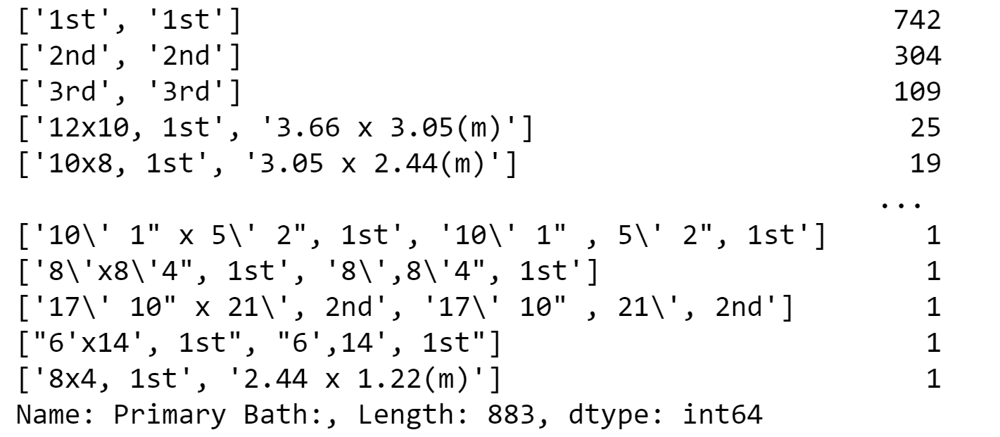 ['1st', '1st'] 742
['2nd', '2nd'] 304
['3rd', '3rd'] 109
['12x10, 1st', '3.66 x 3.05(m)'] 25
['10x8, 1st', '3.05 x 2.44(m)'] 19
...
['10\' 1" x 5\' 2", 1st', '10\' 1" , 5\' 2", 1st'] 1
['8\'x8\'4", 1st', '8\',8\'4", 1st'] 1
['17\' 10" x 21\', 2nd', '17\' 10" , 21\', 2nd'] 1
["6'x14', 1st", "6',14', 1st"] 1
['8x4, 1st', '2.44 x 1.22(m)'] 1
Name: Primary Bath:, Length: 883, dtype: int64